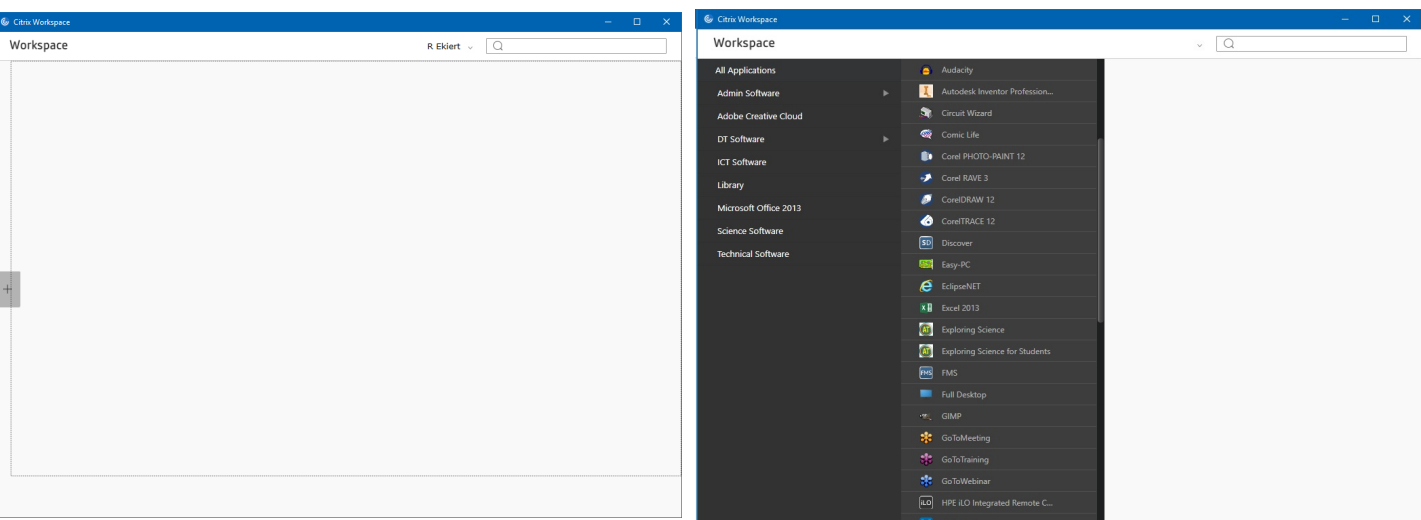 Citrix Workspace
Workspace
R Ekiert
+
Citrix Workspace
Workspace
All Applications
Admin Software
Adobe Creative Cloud
DT Software
ICT Software
Library
Microsoft Office 2013
Science Software
Technical Software
Audacity
Autodesk Inventor Profession...
Circuit Wizard
Comic Life
Corel PHOTO-PAINT 12
Corel RAVE 3
CorelDRAW 12
CorelTRACE 12
SD Discover
Easy-PC
EclipseNET
Excel 2013
Exploring Science
Exploring Science for Students
FMS FMS
Full Desktop
GIMP
GoToMeeting
GoToTraining
GoToWebinar
iLO HPE iLO Integrated Remote C...